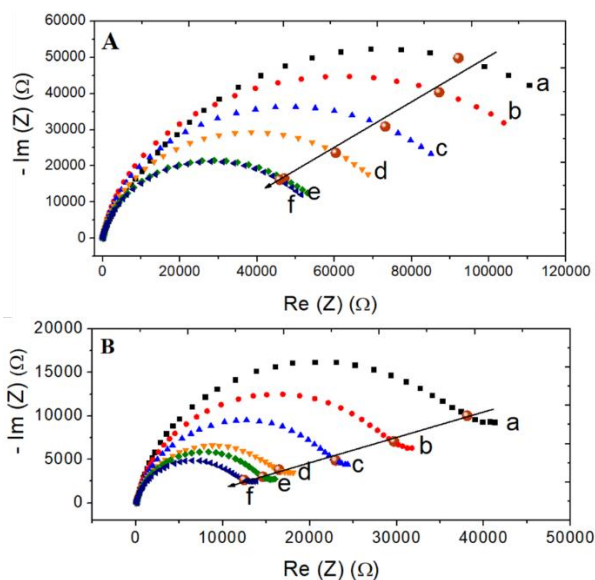 A
60000
50000
40000
30000
20000
10000
0
- Im (Z) (Ω)
a
b
c
d
e
f
0 20000 40000 60000 80000 100000 120000
Re (Z) (Ω)
B
20000
15000
10000
5000
0
- Im (Z) (Ω)
a
b
c
d
e
f
0 10000 20000 30000 40000 50000
Re (Z) (Ω)